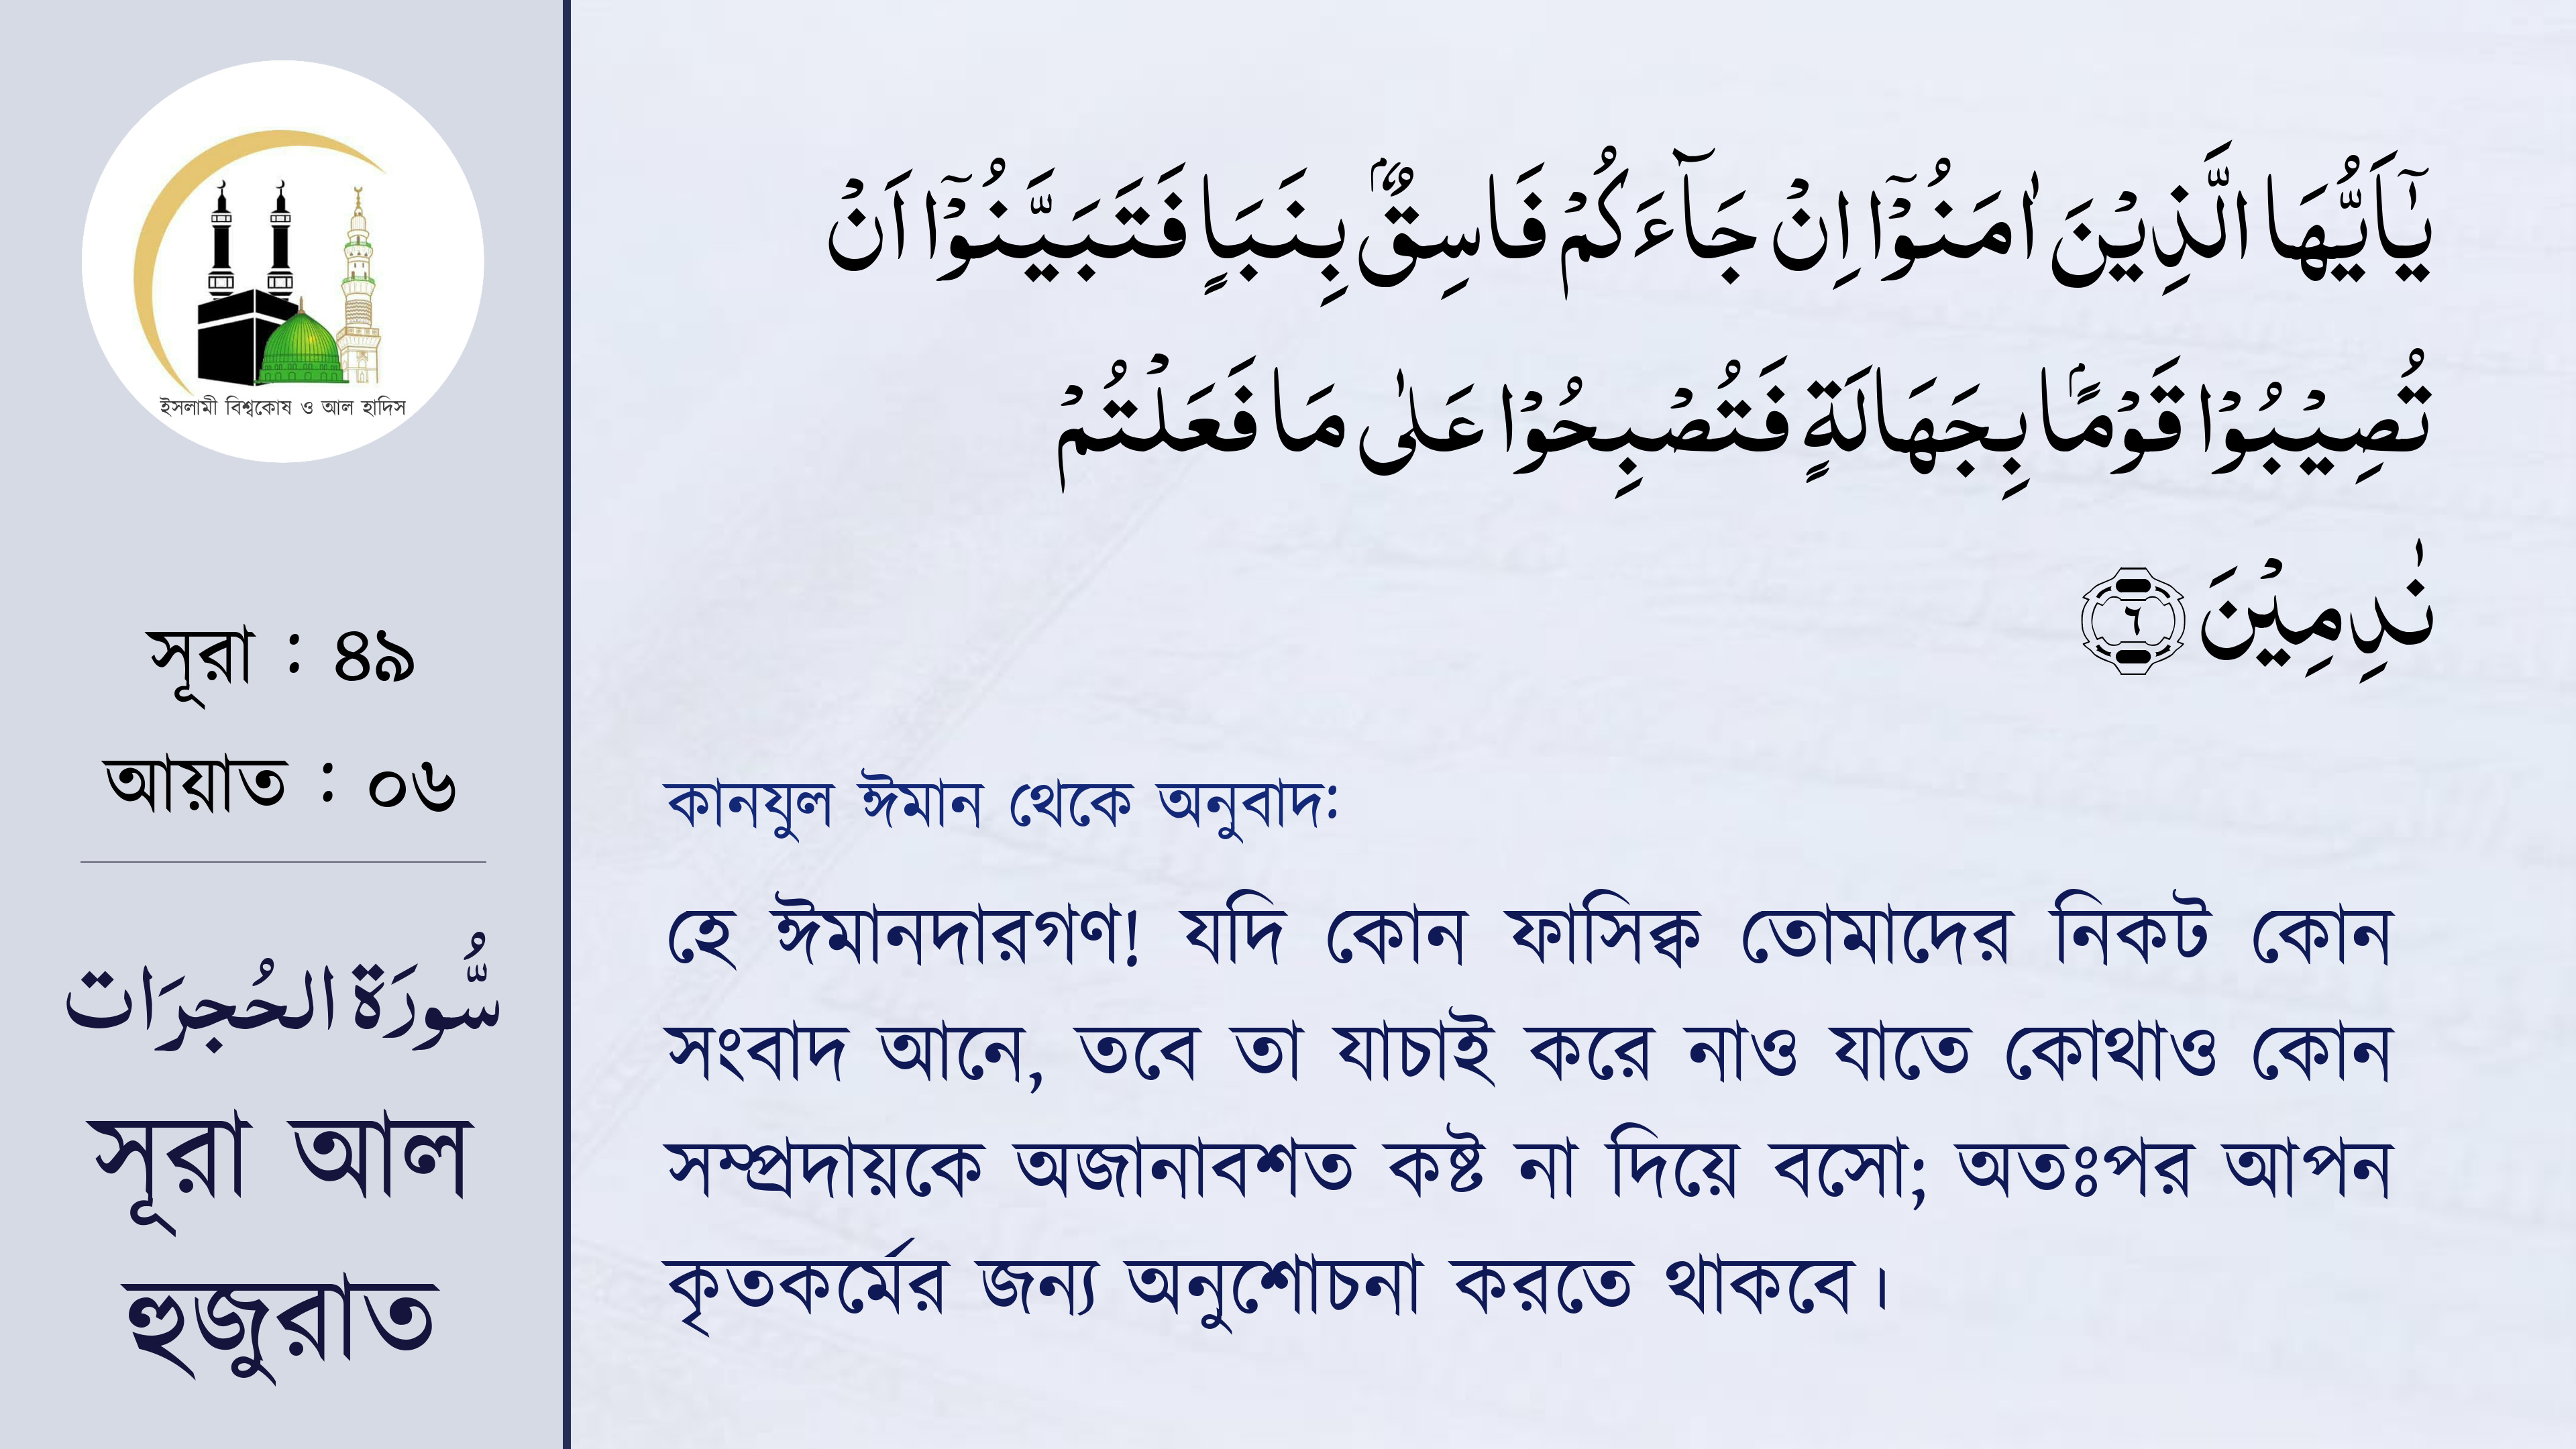 ইসলামী বিশ্বকোষ ও আল হাদিস
সূরা : ৪৯
আয়াত : ০৬
سُّورَة الحُجرَات
সূরা আল
হুজুরাত
يٰۤاَيُّهَا الَّذِيْنَ اٰمَنُوْۤا اِنْ جَآءَكُمْ فَاسِقٌۢ بِنَبَاٍ فَتَبَيَّنُوْۤا اَنْ
تُصِيْبُوْا قَوْمًۢا بِجَهَالَةٍ فَتُصْبِحُوْا عَلٰى مَا فَعَلْتُمْ
نٰدِمِيْنَ ٦
কানযুল ঈমান থেকে অনুবাদ:
হে ঈমানদারগণ! যদি কোন ফাসিক্ব তোমাদের নিকট কোন
সংবাদ আনে, তবে তা যাচাই করে নাও যাতে কোথাও কোন
সম্প্রদায়কে অজানাবশত কষ্ট না দিয়ে বসো; অতঃপর আপন
কৃতকর্মের জন্য অনুশোচনা করতে থাকবে।